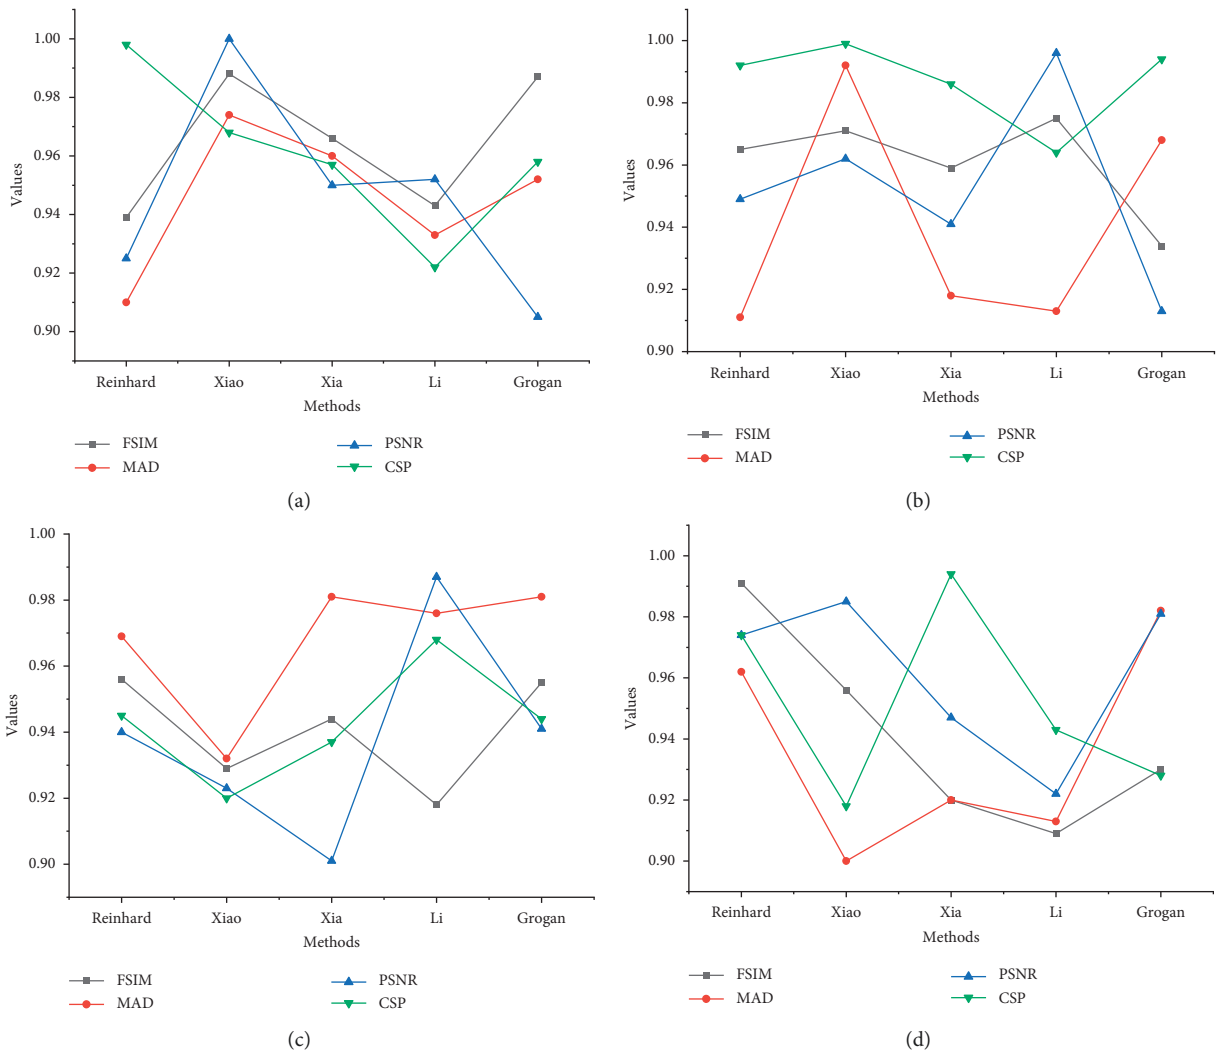 1.00
0.98
0.96
0.94
0.92
0.90
Values
Reinhard Xiao Xia Li Grogan
Methods
FSIM PSNR
MAD CSP
(a)
1.00
0.98
0.96
0.94
0.92
0.90
Values
Reinhard Xiao Xia Li Grogan
Methods
FSIM PSNR
MAD CSP
(b)
1.00
0.98
0.96
0.94
0.92
0.90
Values
Reinhard Xiao Xia Li Grogan
Methods
FSIM PSNR
MAD CSP
(c)
1.00
0.98
0.96
0.94
0.92
0.90
Values
Reinhard Xiao Xia Li Grogan
Methods
FSIM PSNR
MAD CSP
(d)